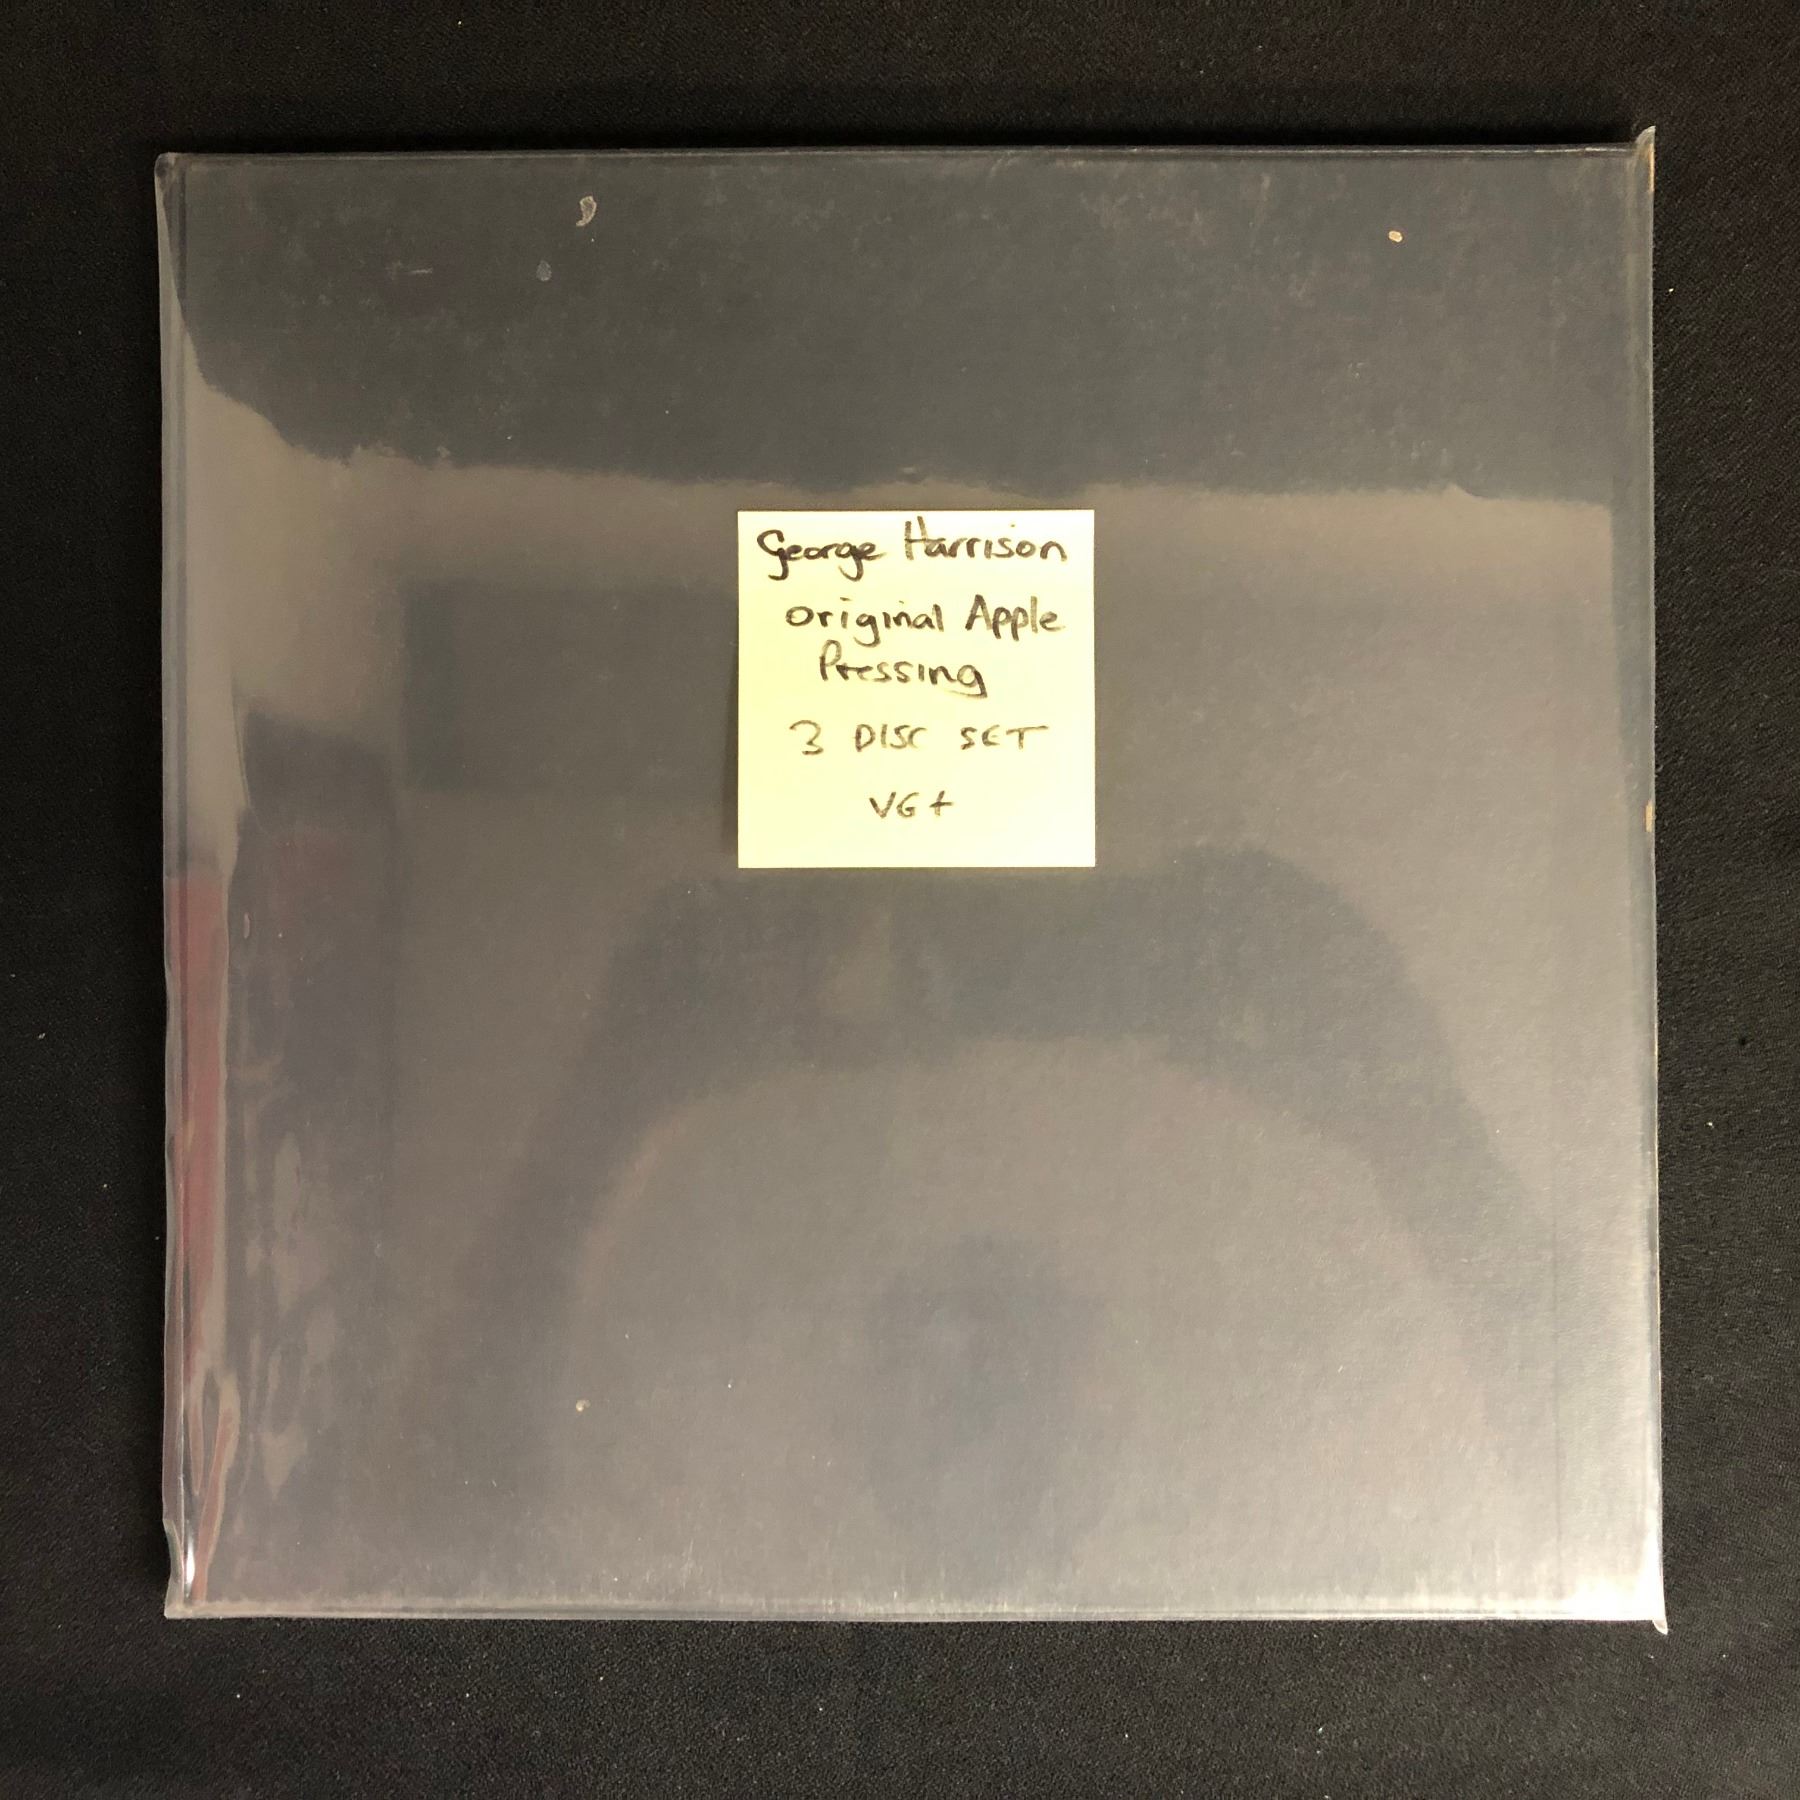 George Harrison
original Apple
Pressing
3 DISC SET
VG+